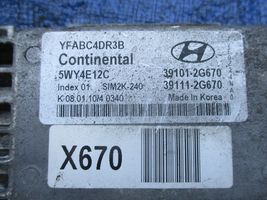 YFABC4DR3B
Continental
5WY4E12C 39101-2G670
Index 01 SIM2K-240 39111-2G670
K 08.01.10/4 0340 Made In Korea
X670